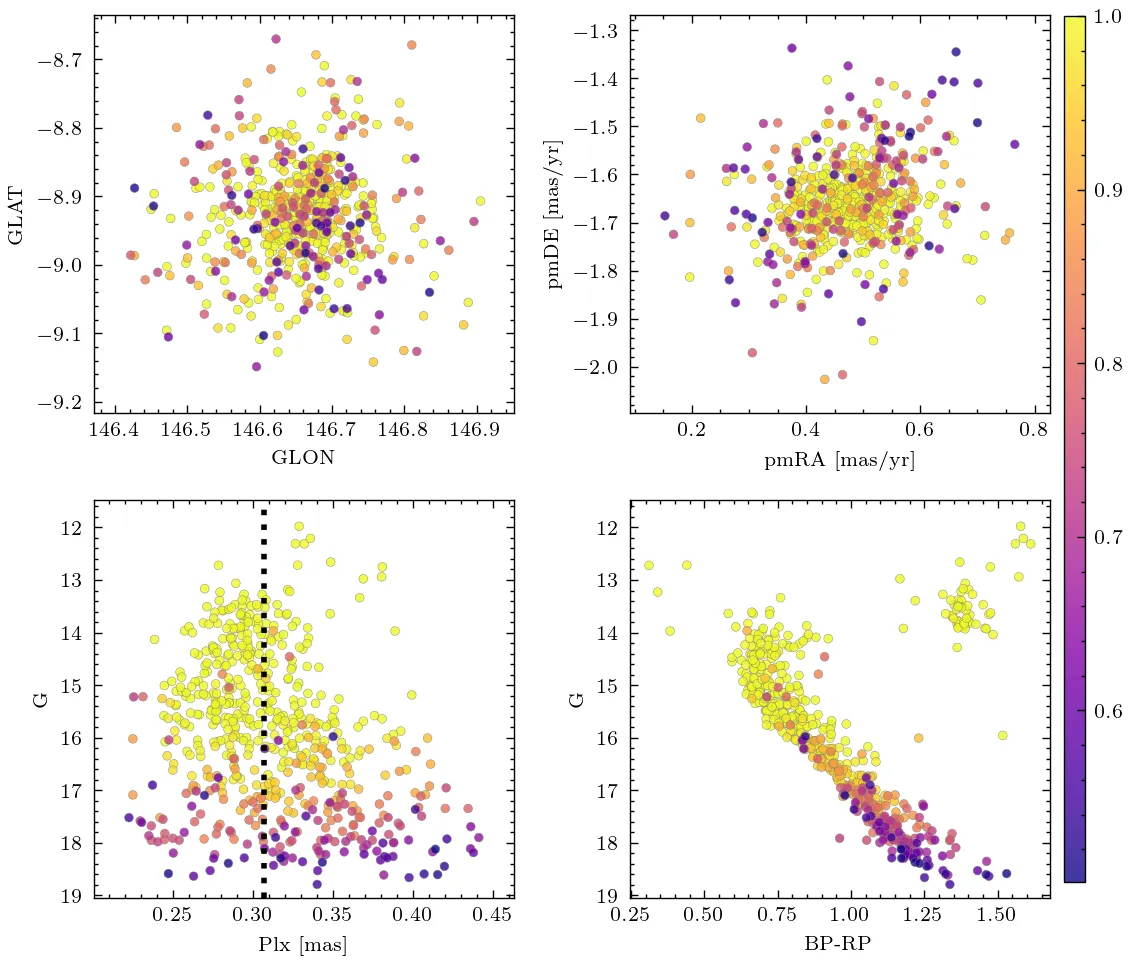 −8.7
−8.8
−8.9
−9.0
−9.1
−9.2
GLAT
146.4 146.5 146.6 146.7 146.8 146.9
GLON
−1.3
−1.4
−1.5
−1.6
−1.7
−1.8
−1.9
−2.0
pmDE [mas/yr]
0.2 0.4 0.6 0.8
pmRA [mas/yr]
1.0
0.9
0.8
0.7
0.6
12
13
14
15
16
17
18
19
G
0.25 0.30 0.35 0.40 0.45
Plx [mas]
12
13
14
15
16
17
18
19
G
0.25 0.50 0.75 1.00 1.25 1.50
BP-RP